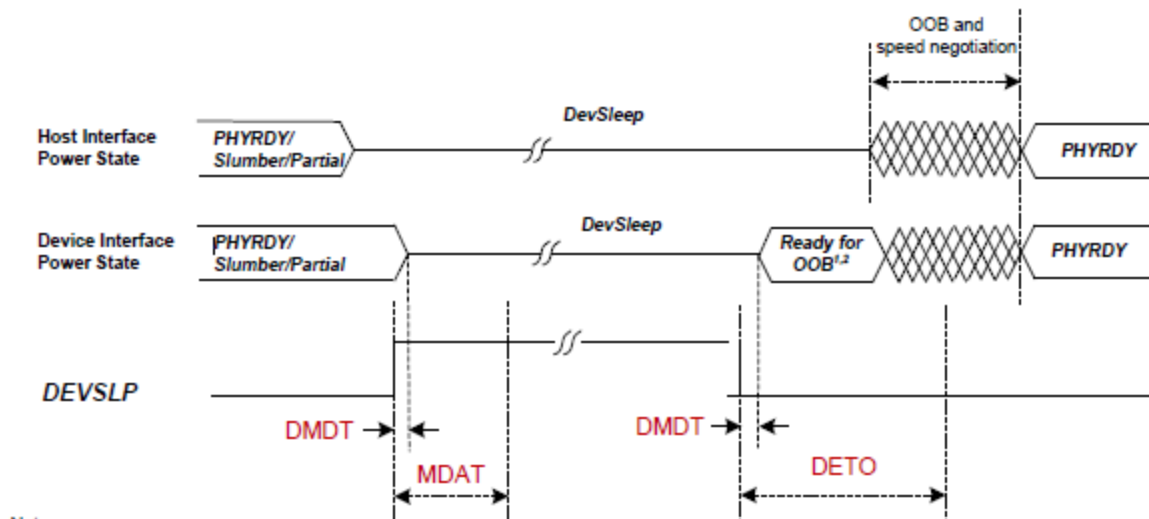 OOB and
speed negotiation
DevSleep
Host Interface
Power State
PHYRDY/
Slumber/Partial
PHYRDY
DevSleep
Device Interface
Power State
PHYRDY/
Slumber/Partial
Ready for
OOB1,2
PHYRDY
DEVSLP
DMDT
DMDT
MDAT
DETO